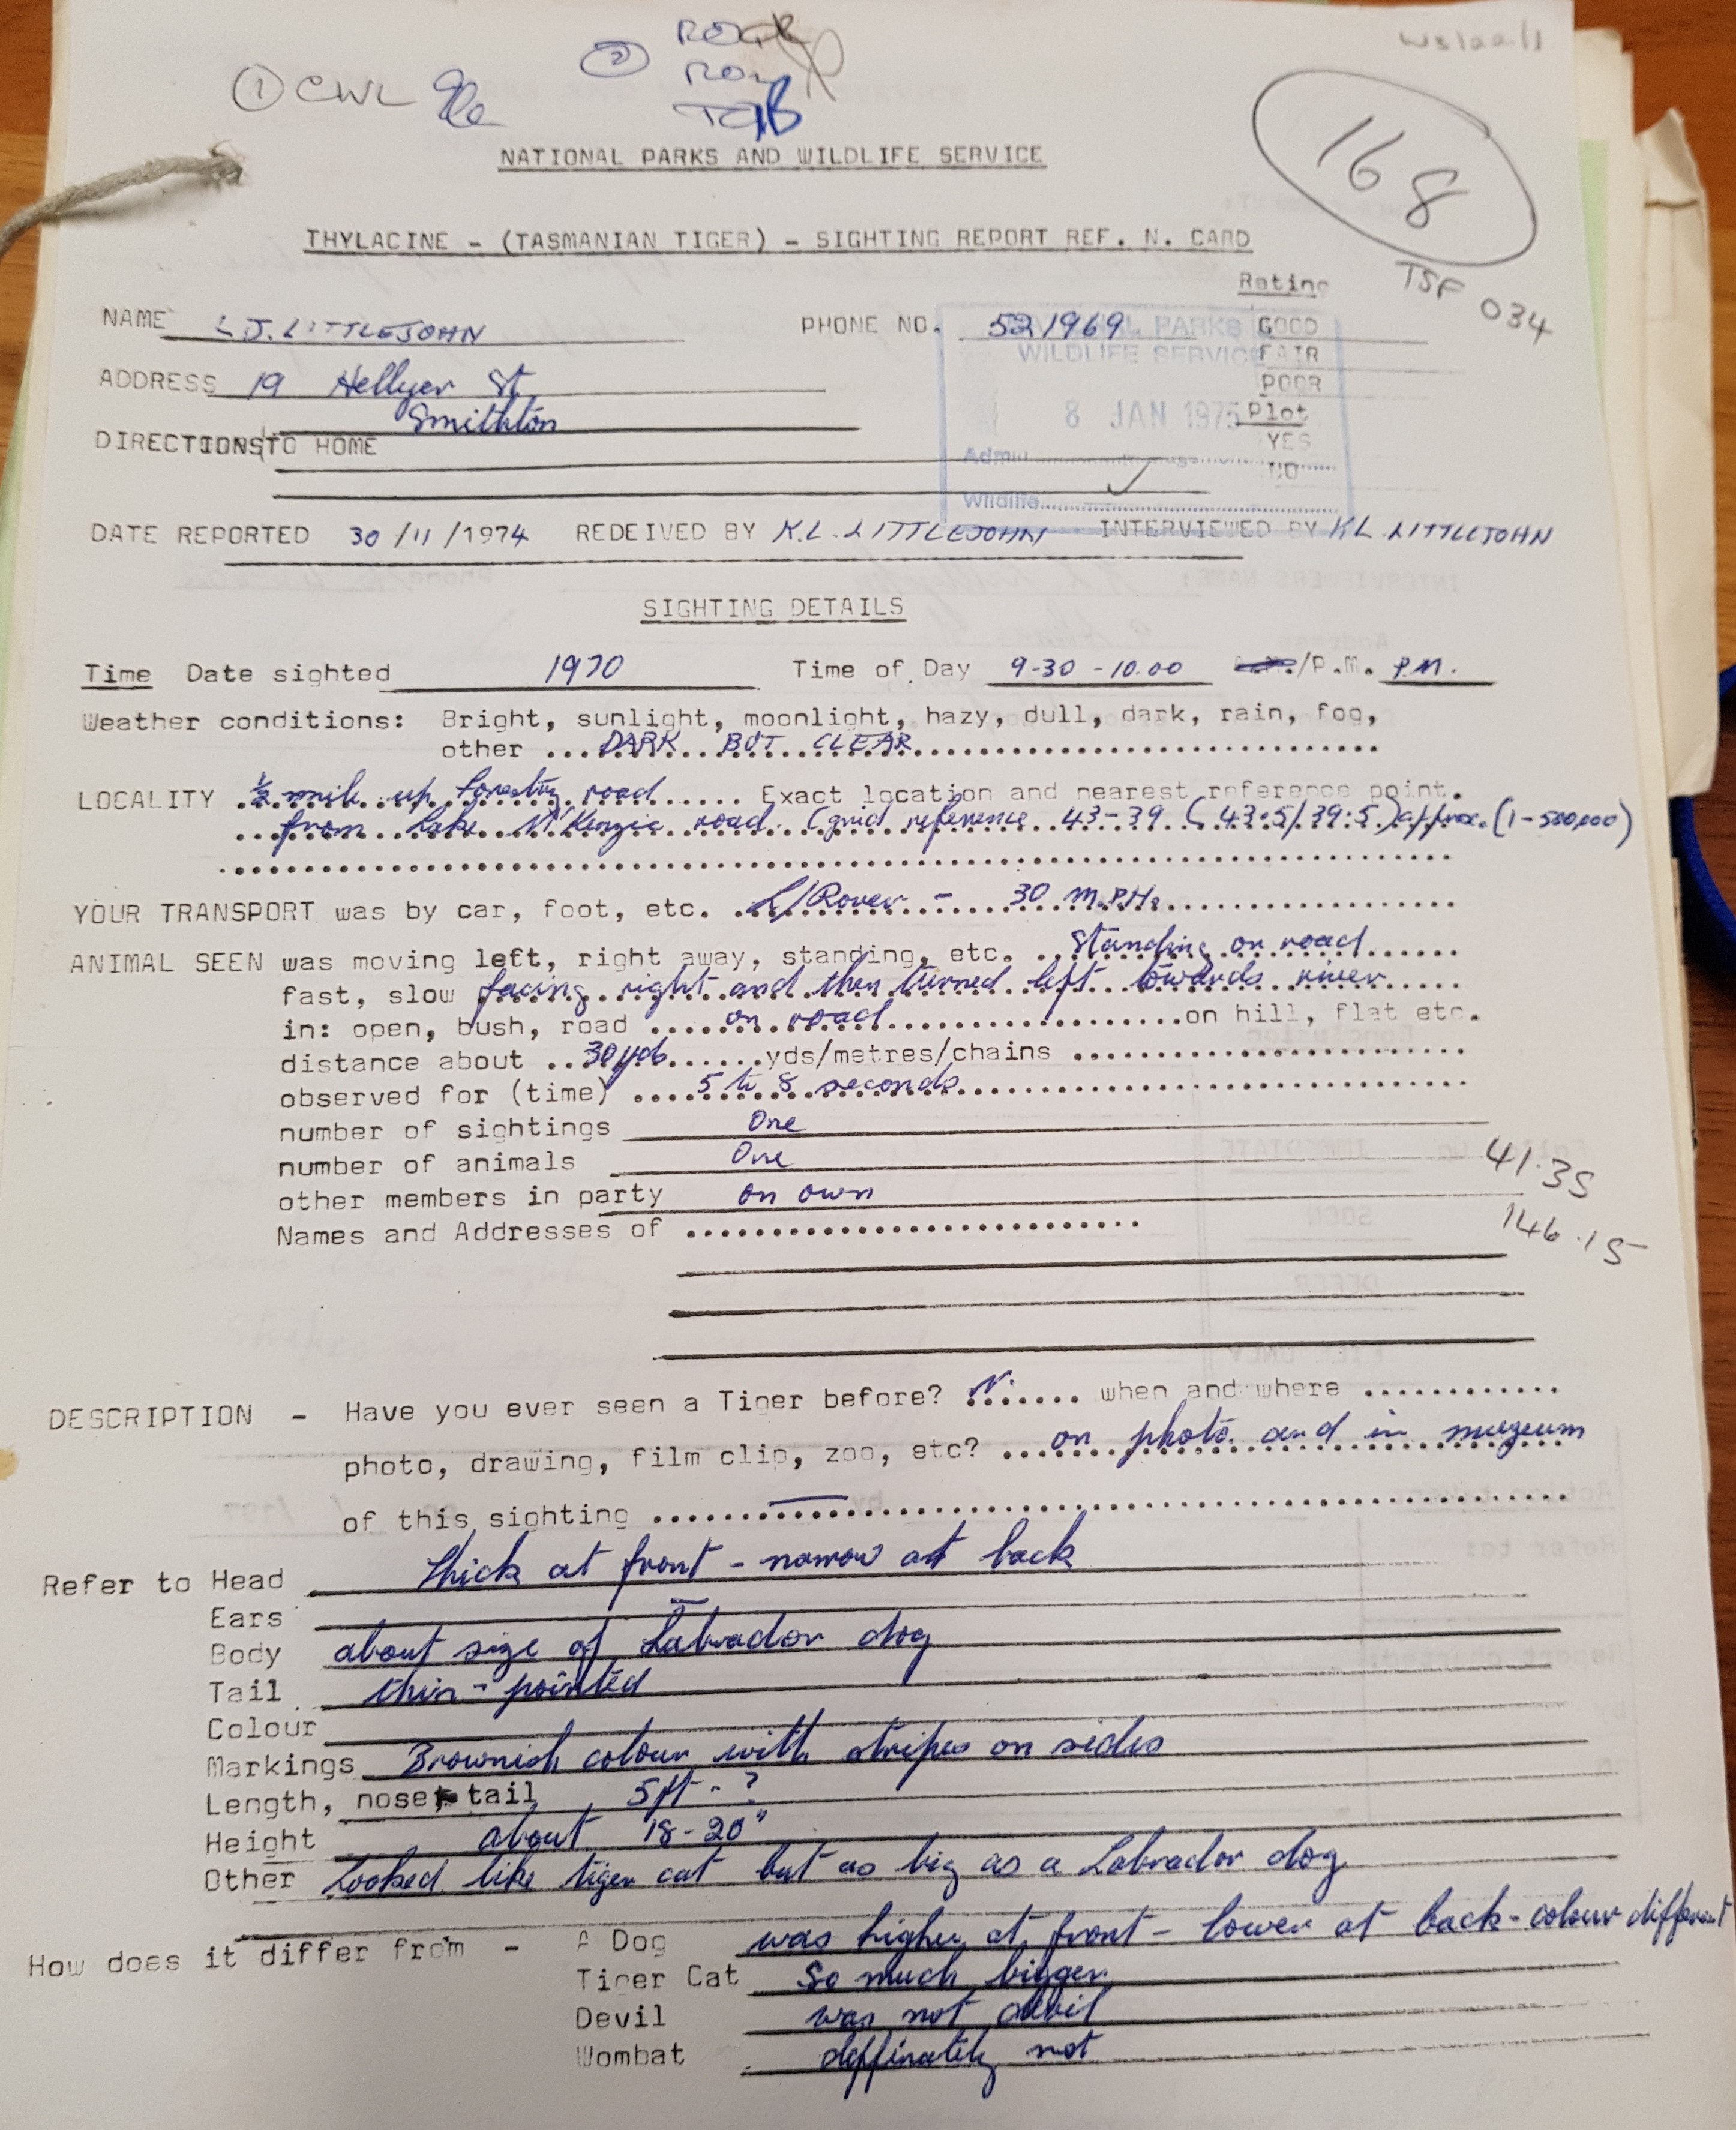 ① CWL
②
TGB
168
NATIONAL PARKS AND WILDLIFE SERVICE
THYLACINE - (TASMANIAN TIGER) - SIGHTING REPORT REF. N. CARD
TSF 034
Rating
NAME L J. LITTLEJOHN PHONE NO. 521969 GOOD
NATIONAL PARKS
WILDLIFE SERVICE FAIR
ADDRESS 19 Hellyer St POOR
Smithton 8 JAN 1975 Plot
DIRECTIONS TO HOME YES
Admin NO
Wildlife
DATE REPORTED 30/11/1974 REDEIVED BY K.L. LITTLEJOHN INTERVIEWED BY KL LITTLEJOHN
SIGHTING DETAILS
Time Date sighted 1970 Time of Day 9-30 - 10.00 A.M./P.M. P.M.
Weather conditions: Bright, sunlight, moonlight, hazy, dull, dark, rain, fog,
other ... DARK BUT CLEAR
LOCALITY ½ mile up forestry road Exact location and nearest reference point.
from Lake McKenzie road. (grid reference 43-39 (43:5/39:5) approx. (1-500,000)
YOUR TRANSPORT was by car, foot, etc. L/Rover - 30 M.P.H.
ANIMAL SEEN was moving left, right away, standing, etc. Standing on road
fast, slow facing right and then turned left towards river
in: open, bush, road on road on hill, flat etc.
distance about 30 yds yds/metres/chains
observed for (time) 5 to 8 seconds
number of sightings One
number of animals One 41.35
other members in party on own
Names and Addresses of 146.15
DESCRIPTION - Have you ever seen a Tiger before? N. when and where
photo, drawing, film clip, zoo, etc? on photo and in muzeum
of this sighting —
Refer to Head thick at front - narrow at back
Ears —
Body about size of Labrador dog
Tail thin - pointed
Colour
Markings Brownish colour with stripes on sides
Length, nose, tail 5ft - ?
Height about 18-20"
Other Looked like tiger cat but as big as a Labrador dog
How does it differ from - A Dog was higher at front - lower at back - colour different
Tiger Cat So much bigger
Devil was not devil
Wombat deffinately not